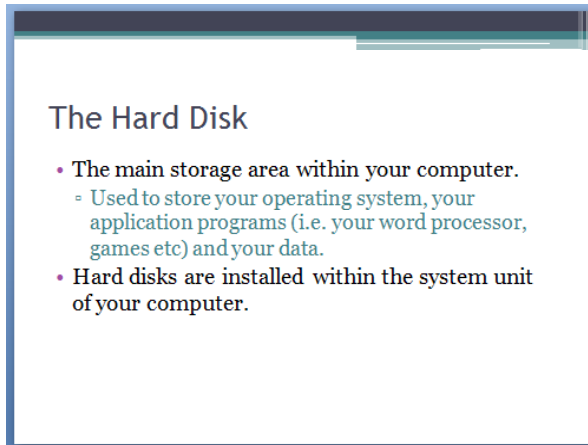 The Hard Disk
• The main storage area within your computer.
▫ Used to store your operating system, your
application programs (i.e. your word processor,
games etc) and your data.
• Hard disks are installed within the system unit
of your computer.